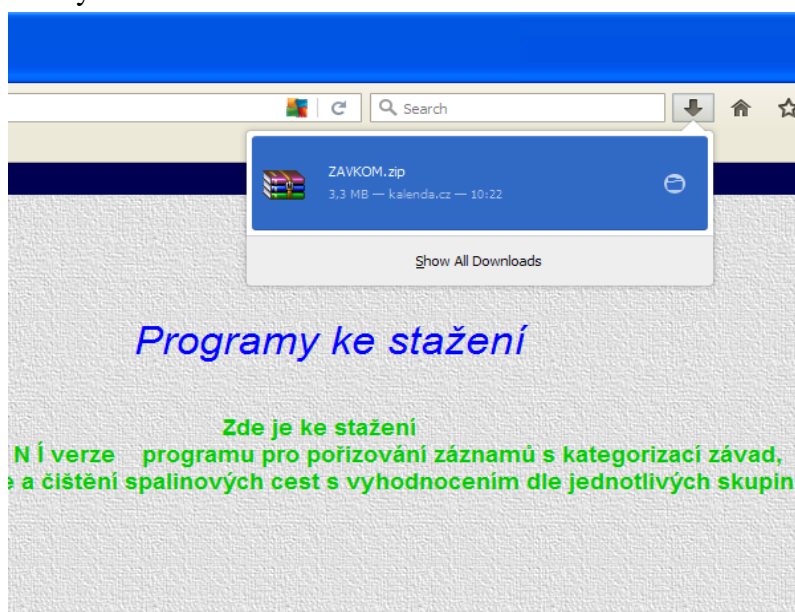 Search
ZAVKOM.zip
3,3 MB — kalenda.cz — 10:22
Show All Downloads
Programy ke stažení
Zde je ke stažení
N Í verze programu pro pořizování záznamů s kategorizací závad,
a čištění spalinových cest s vyhodnocením dle jednotlivých skupin